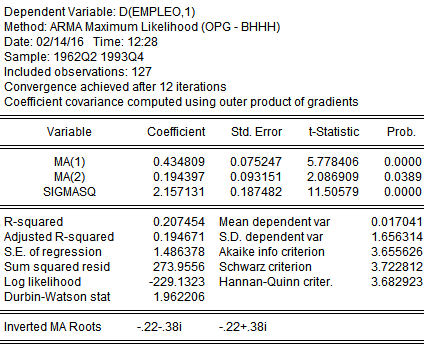 Dependent Variable: D(EMPLEO,1)
Method: ARMA Maximum Likelihood (OPG - BHHH)
Date: 02/14/16 Time: 12:28
Sample: 1962Q2 1993Q4
Included observations: 127
Convergence achieved after 12 iterations
Coefficient covariance computed using outer product of gradients
Variable Coefficient Std. Error t-Statistic Prob.
MA(1) 0.434809 0.075247 5.778406 0.0000
MA(2) 0.194397 0.093151 2.086909 0.0389
SIGMASQ 2.157131 0.187482 11.50579 0.0000
R-squared 0.207454 Mean dependent var 0.017041
Adjusted R-squared 0.194671 S.D. dependent var 1.656314
S.E. of regression 1.486378 Akaike info criterion 3.655626
Sum squared resid 273.9556 Schwarz criterion 3.722812
Log likelihood -229.1323 Hannan-Quinn criter. 3.682923
Durbin-Watson stat 1.962206
Inverted MA Roots -.22-.38i -.22+.38i